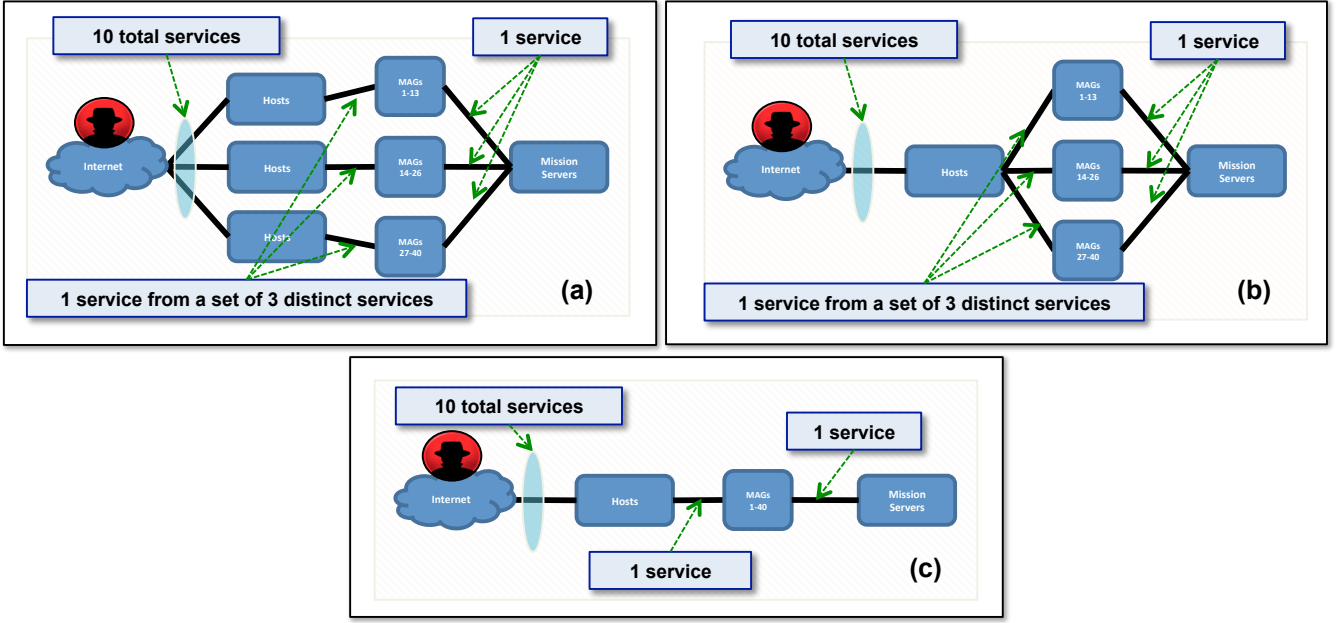 10 total services
1 service
MAGs
1-13
Hosts
Internet
Hosts
MAGs
14-26
Mission
Servers
Hosts
MAGs
27-40
1 service from a set of 3 distinct services
(a)
10 total services
1 service
MAGs
1-13
Internet
Hosts
MAGs
14-26
Mission
Servers
MAGs
27-40
1 service from a set of 3 distinct services
(b)
10 total services
1 service
Internet
Hosts
MAGs
1-40
Mission
Servers
1 service
(c)